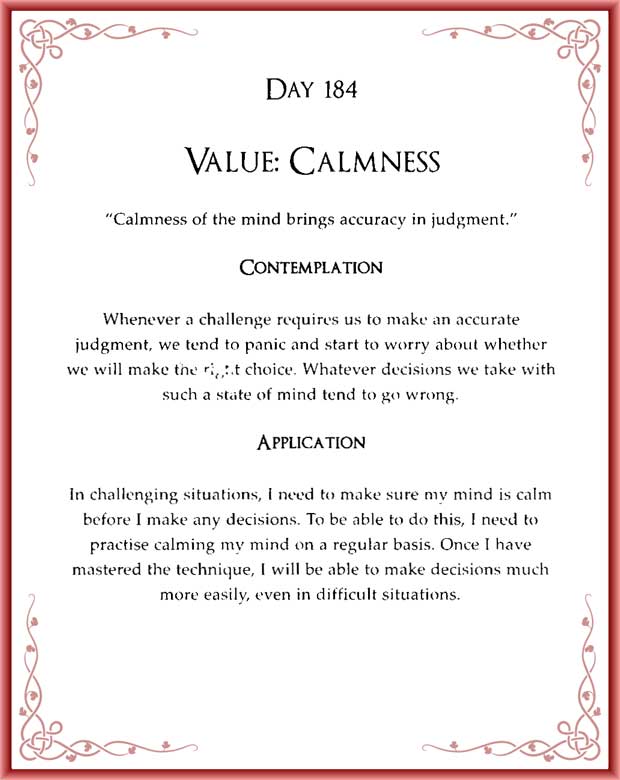 DAY 184
VALUE: CALMNESS
“Calmness of the mind brings accuracy in judgment.”
CONTEMPLATION
Whenever a challenge requires us to make an accurate
judgment, we tend to panic and start to worry about whether
we will make the right choice. Whatever decisions we take with
such a state of mind tend to go wrong.
APPLICATION
In challenging situations, I need to make sure my mind is calm
before I make any decisions. To be able to do this, I need to
practise calming my mind on a regular basis. Once I have
mastered the technique, I will be able to make decisions much
more easily, even in difficult situations.